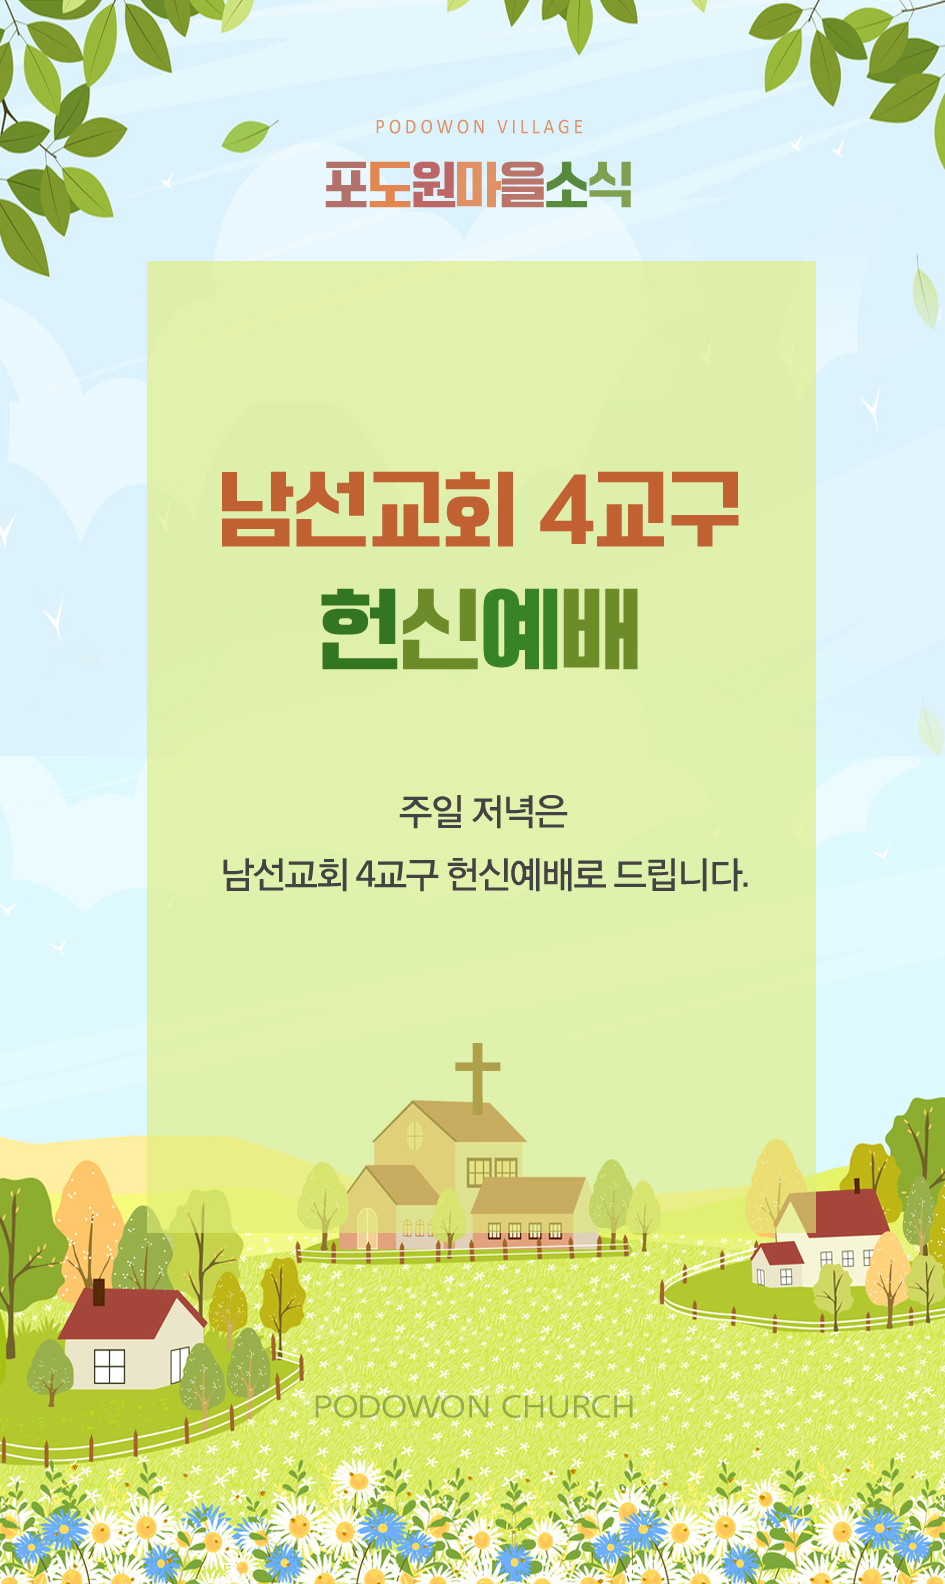 PODOWON VILLAGE
포도원마을소식
남선교회 4교구
헌신예배
주일 저녁은
남선교회 4교구 헌신예배로 드립니다.
PODOWON CHURCH